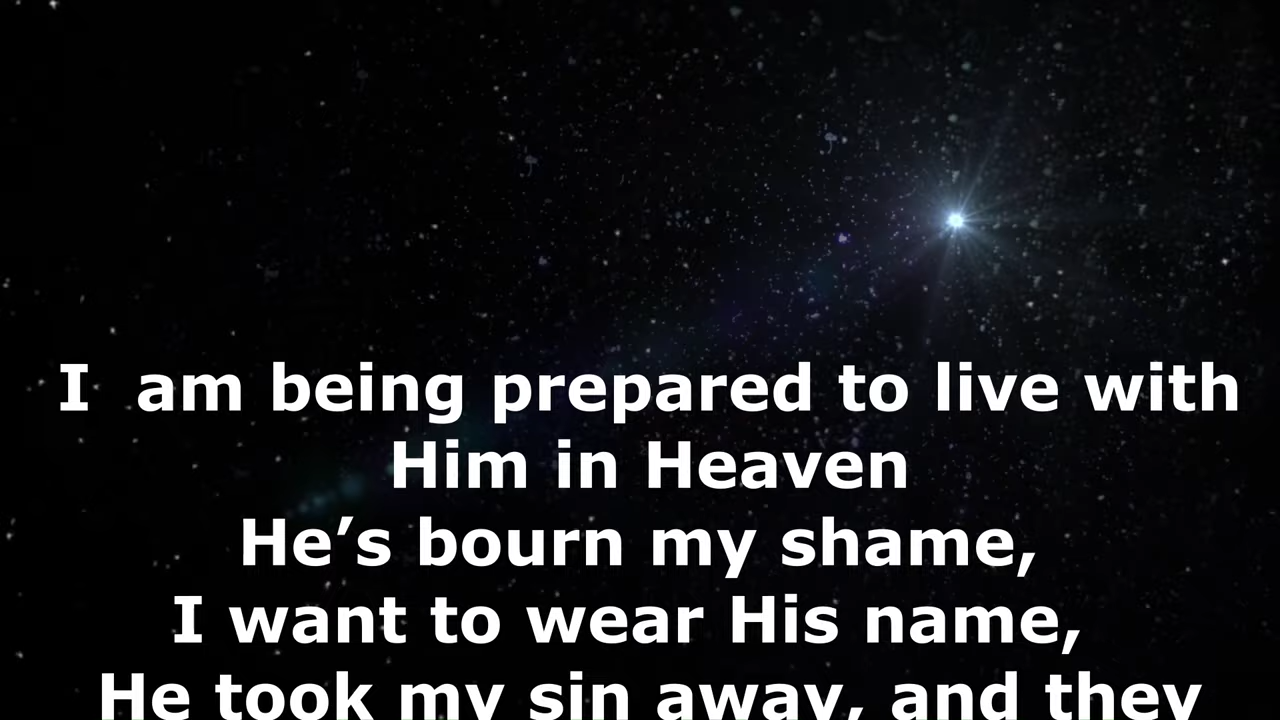 I  am being prepared to live with
Him in Heaven
He’s bourn my shame,
I want to wear His name,
He took my sin away, and they